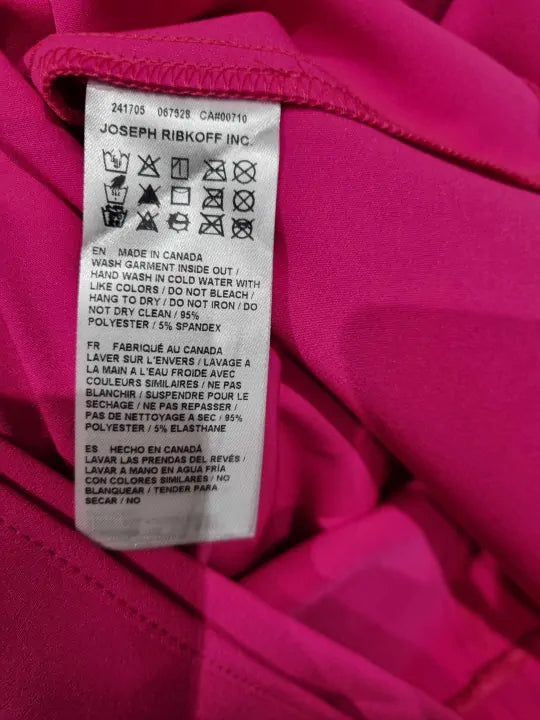 241705 067528 CA#00710
JOSEPH RIBKOFF INC.
EN MADE IN CANADA
WASH GARMENT INSIDE OUT /
HAND WASH IN COLD WATER WITH
LIKE COLORS / DO NOT BLEACH /
HANG TO DRY / DO NOT IRON / DO
NOT DRY CLEAN / 95%
POLYESTER / 5% SPANDEX
FR FABRIQUÉ AU CANADA
LAVER SUR L'ENVERS / LAVAGE A
LA MAIN A L'EAU FROIDE AVEC
COULEURS SIMILAIRES / NE PAS
BLANCHIR / SUSPENDRE POUR LE
SECHAGE / NE PAS REPASSER /
PAS DE NETTOYAGE A SEC / 95%
POLYESTER / 5% ELASTHANE
ES HECHO EN CANADÁ
LAVAR LAS PRENDAS DEL REVÉS /
LAVAR A MANO EN AGUA FRÍA
CON COLORES SIMILARES / NO
BLANQUEAR / TENDER PARA
SECAR / NO